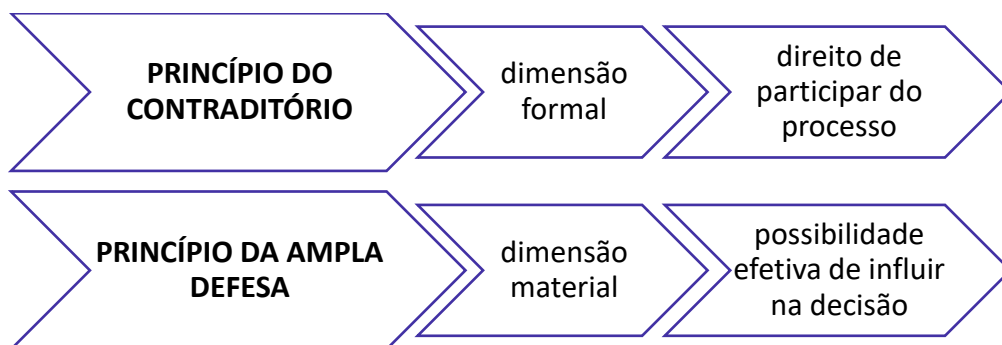 PRINCÍPIO DO
CONTRADITÓRIO
dimensão
formal
direito de
participar do
processo
PRINCÍPIO DA AMPLA
DEFESA
dimensão
material
possibilidade
efetiva de influir
na decisão